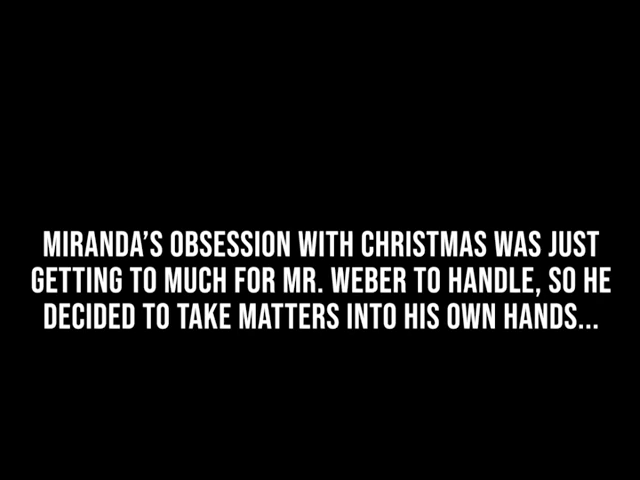 MIRANDA'S OBSESSION WITH CHRISTMAS WAS JUST
GETTING TO MUCH FOR MR. WEBER TO HANDLE, SO HE
DECIDED TO TAKE MATTERS INTO HIS OWN HANDS...